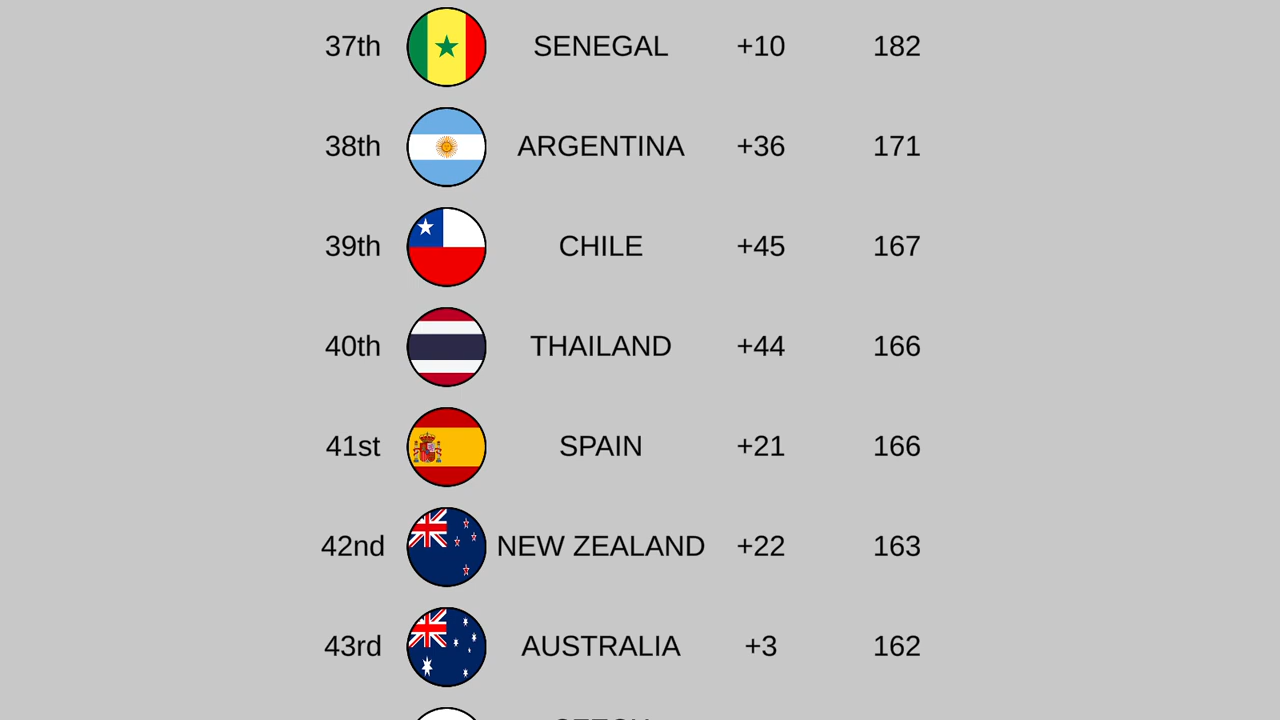 37th SENEGAL +10 182
38th ARGENTINA +36 171
39th CHILE +45 167
40th THAILAND +44 166
41st SPAIN +21 166
42nd NEW ZEALAND +22 163
43rd AUSTRALIA +3 162